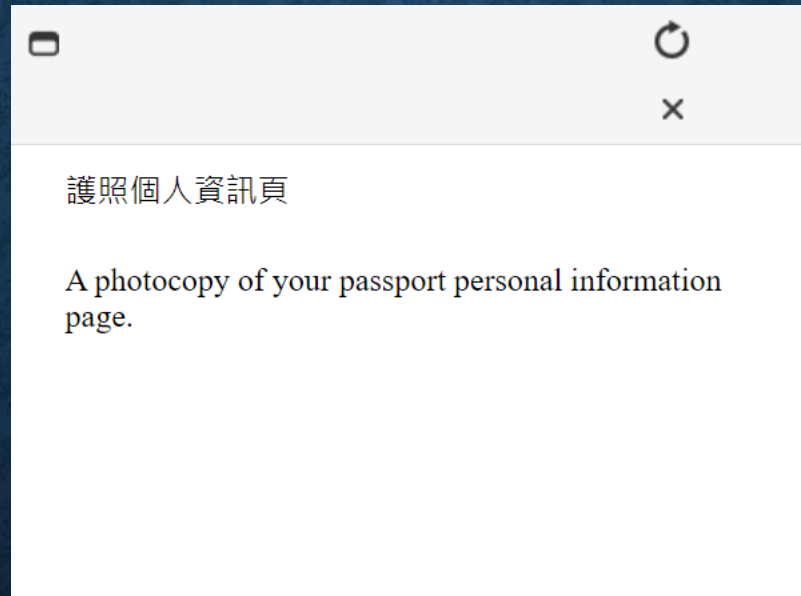 護照個人資訊頁
A photocopy of your passport personal information
page.